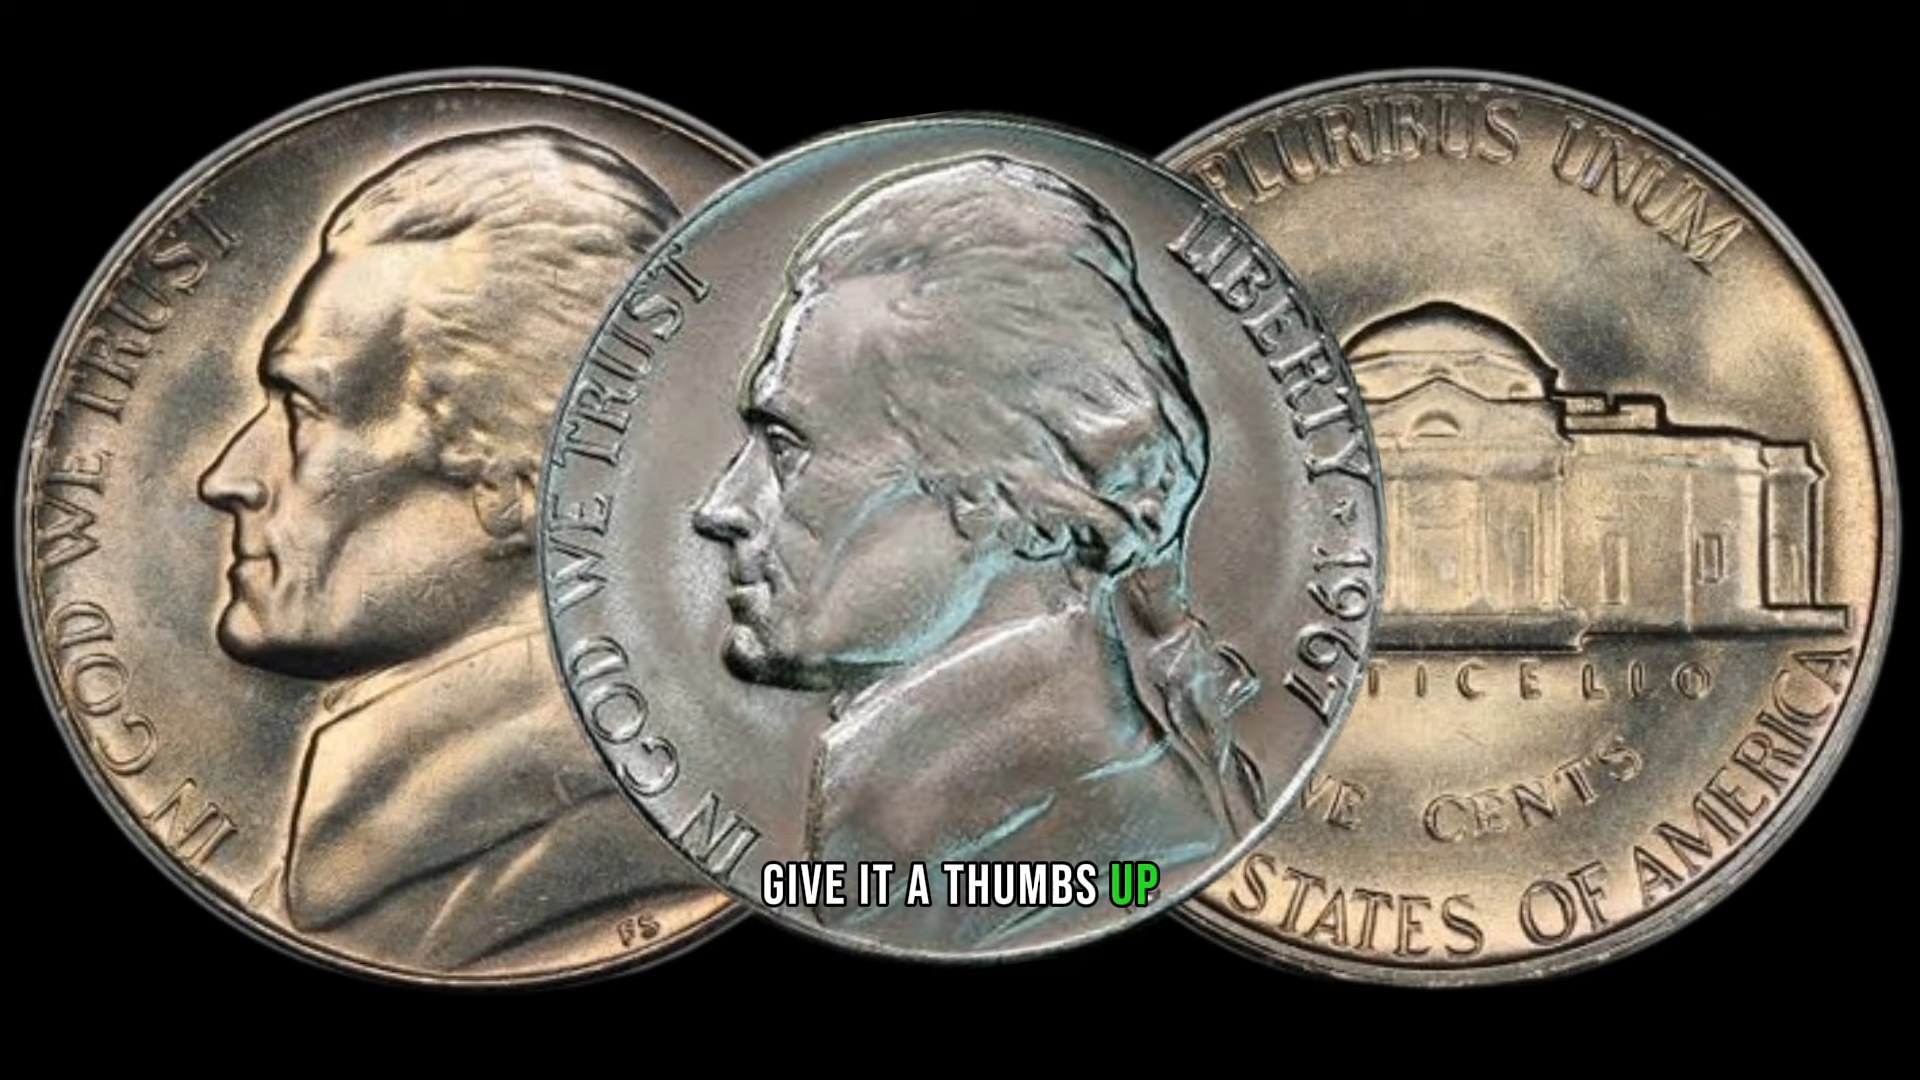 IN GOD WE TRUST
FS
IN GOD WE TRUST
LIBERTY ★ 1967
PLURIBUS UNUM
TICELLO
VE CENTS
STATES OF AMERICA
GIVE IT A THUMBS UP